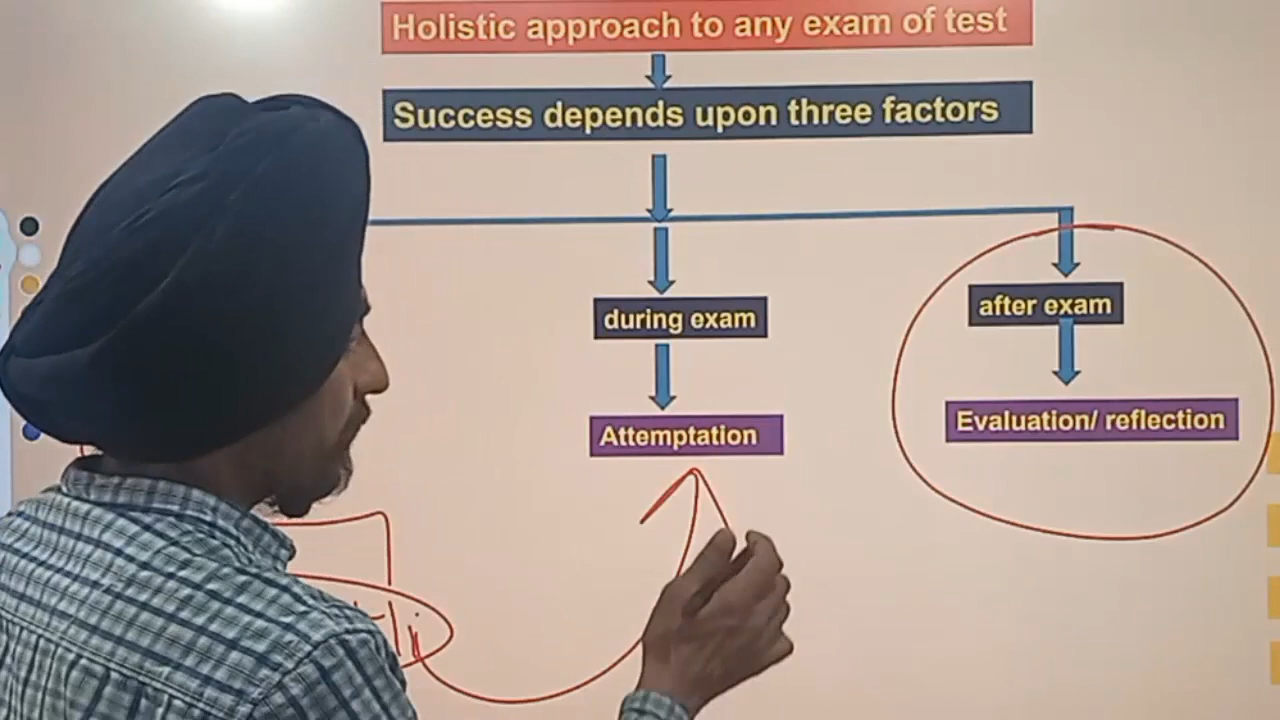 Holistic approach to any exam of test
Success depends upon three factors
during exam
after exam
Attemptation
Evaluation/ reflection